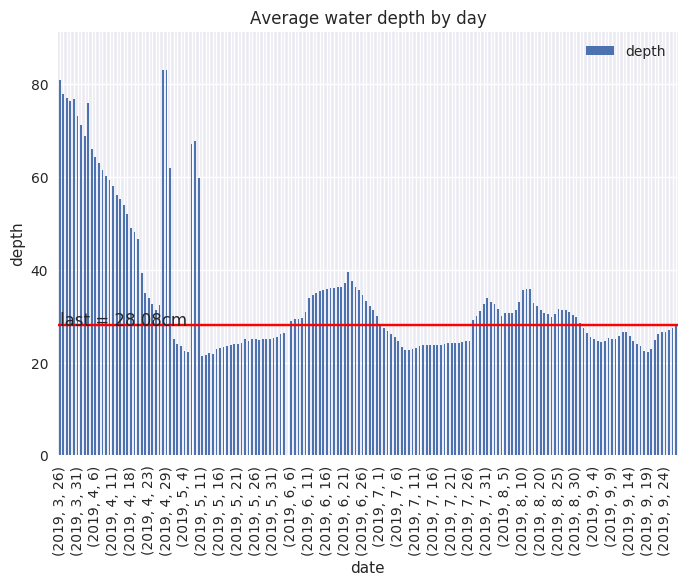 Average water depth by day
depth
80
60
40
20
0
depth
last = 28.08cm
(2019, 3, 26)
(2019, 3, 31)
(2019, 4, 6)
(2019, 4, 11)
(2019, 4, 18)
(2019, 4, 23)
(2019, 4, 29)
(2019, 5, 4)
(2019, 5, 11)
(2019, 5, 16)
(2019, 5, 21)
(2019, 5, 26)
(2019, 5, 31)
(2019, 6, 6)
(2019, 6, 11)
(2019, 6, 16)
(2019, 6, 21)
(2019, 6, 26)
(2019, 7, 1)
(2019, 7, 6)
(2019, 7, 11)
(2019, 7, 16)
(2019, 7, 21)
(2019, 7, 26)
(2019, 7, 31)
(2019, 8, 5)
(2019, 8, 10)
(2019, 8, 20)
(2019, 8, 25)
(2019, 8, 30)
(2019, 9, 4)
(2019, 9, 9)
(2019, 9, 14)
(2019, 9, 19)
(2019, 9, 24)
date